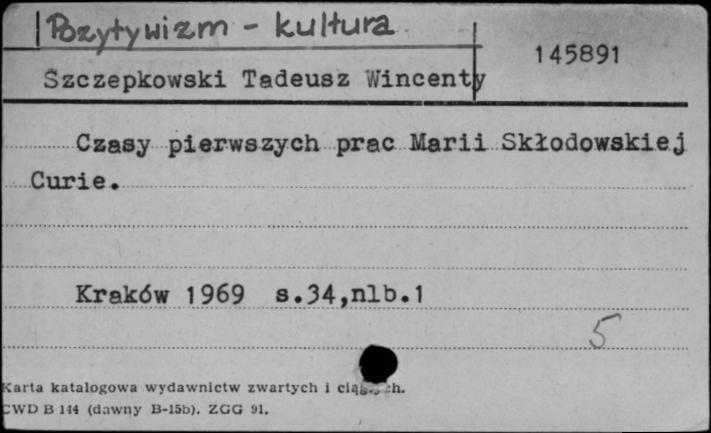 Pozytywizm - kultura
145891
Szczepkowski Tadeusz Wincenty
Czasy pierwszych prac Marii Skłodowskiej
Curie.
Kraków 1969 s.34,nlb.1
5
Karta katalogowa wydawnictw zwartych i
CWD B 144 (dawny B-15b). ZGG 91.